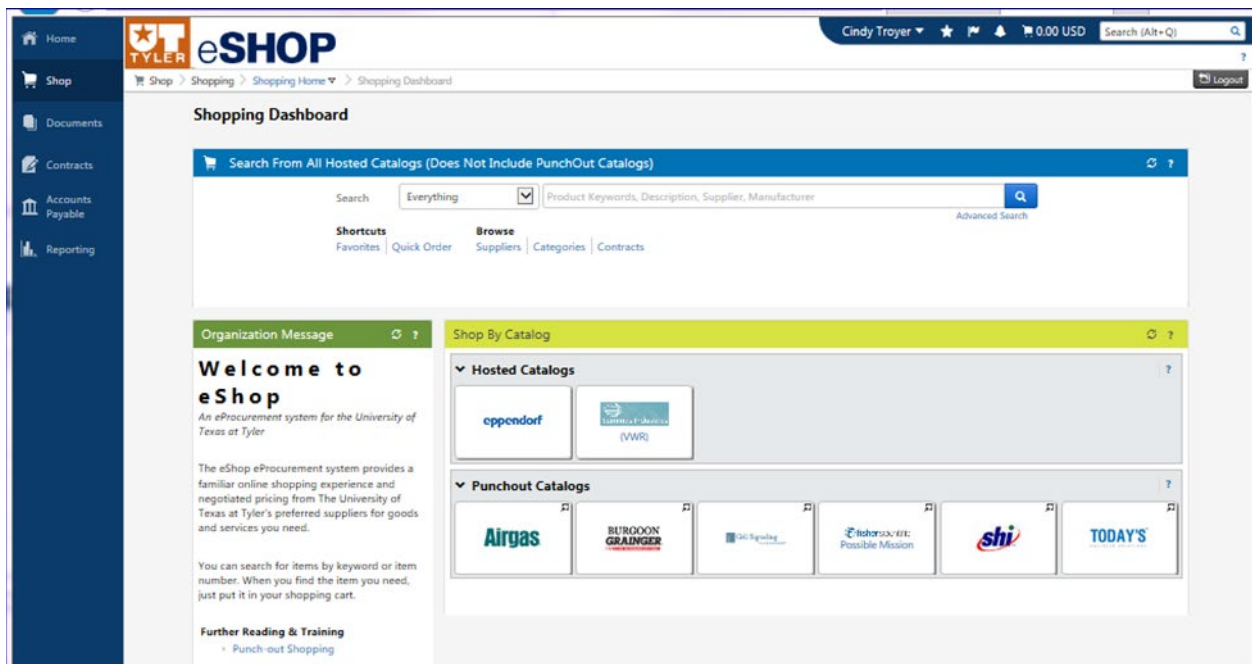 Home
Shop
Documents
Contracts
Accounts
Payable
Reporting
UT
TYLER
eSHOP
Cindy Troyer 0.00 USD Search (Alt+Q)
?
Shop > Shopping > Shopping Home > Shopping Dashboard
Logout
Shopping Dashboard
Search From All Hosted Catalogs (Does Not Include PunchOut Catalogs) ?
Search Everything Product Keywords, Description, Supplier, Manufacturer
Advanced Search
Shortcuts Browse
Favorites Quick Order Suppliers Categories Contracts
Organization Message ?
Welcome to
eShop
An eProcurement system for the University of
Texas at Tyler
The eShop eProcurement system provides a
familiar online shopping experience and
negotiated pricing from The University of
Texas at Tyler's preferred suppliers for goods
and services you need.
You can search for items by keyword or item
number. When you find the item you need,
just put it in your shopping cart.
Further Reading & Training
Punch-out Shopping
Shop By Catalog ?
Hosted Catalogs ?
eppendorf
(VWR)
Punchout Catalogs ?
Airgas
BURGOON
GRAINGER
Cell Signaling
fisher scientific
Possible Mission
shi
TODAY'S